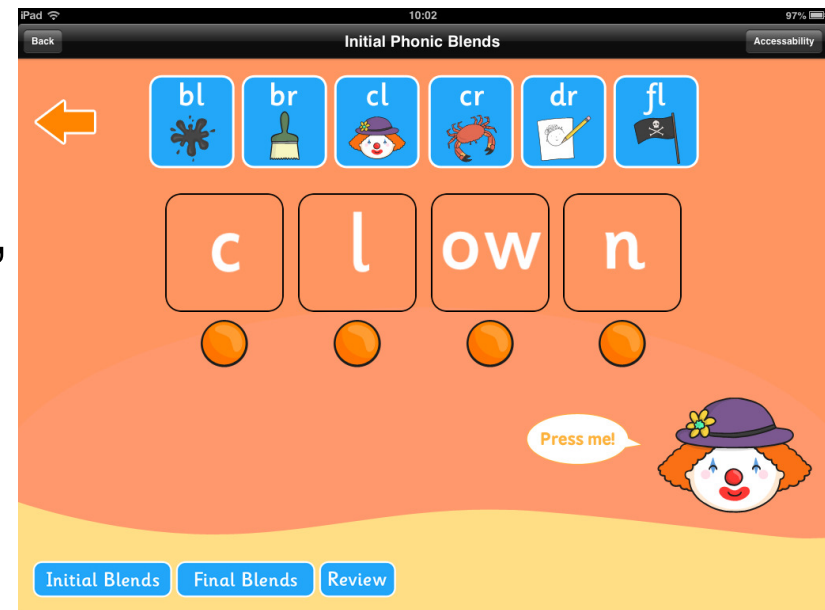 iPad 10:02 97%
Back Initial Phonic Blends Accessability
bl br cl cr dr fl
c l ow n
Press me!
Initial Blends Final Blends Review